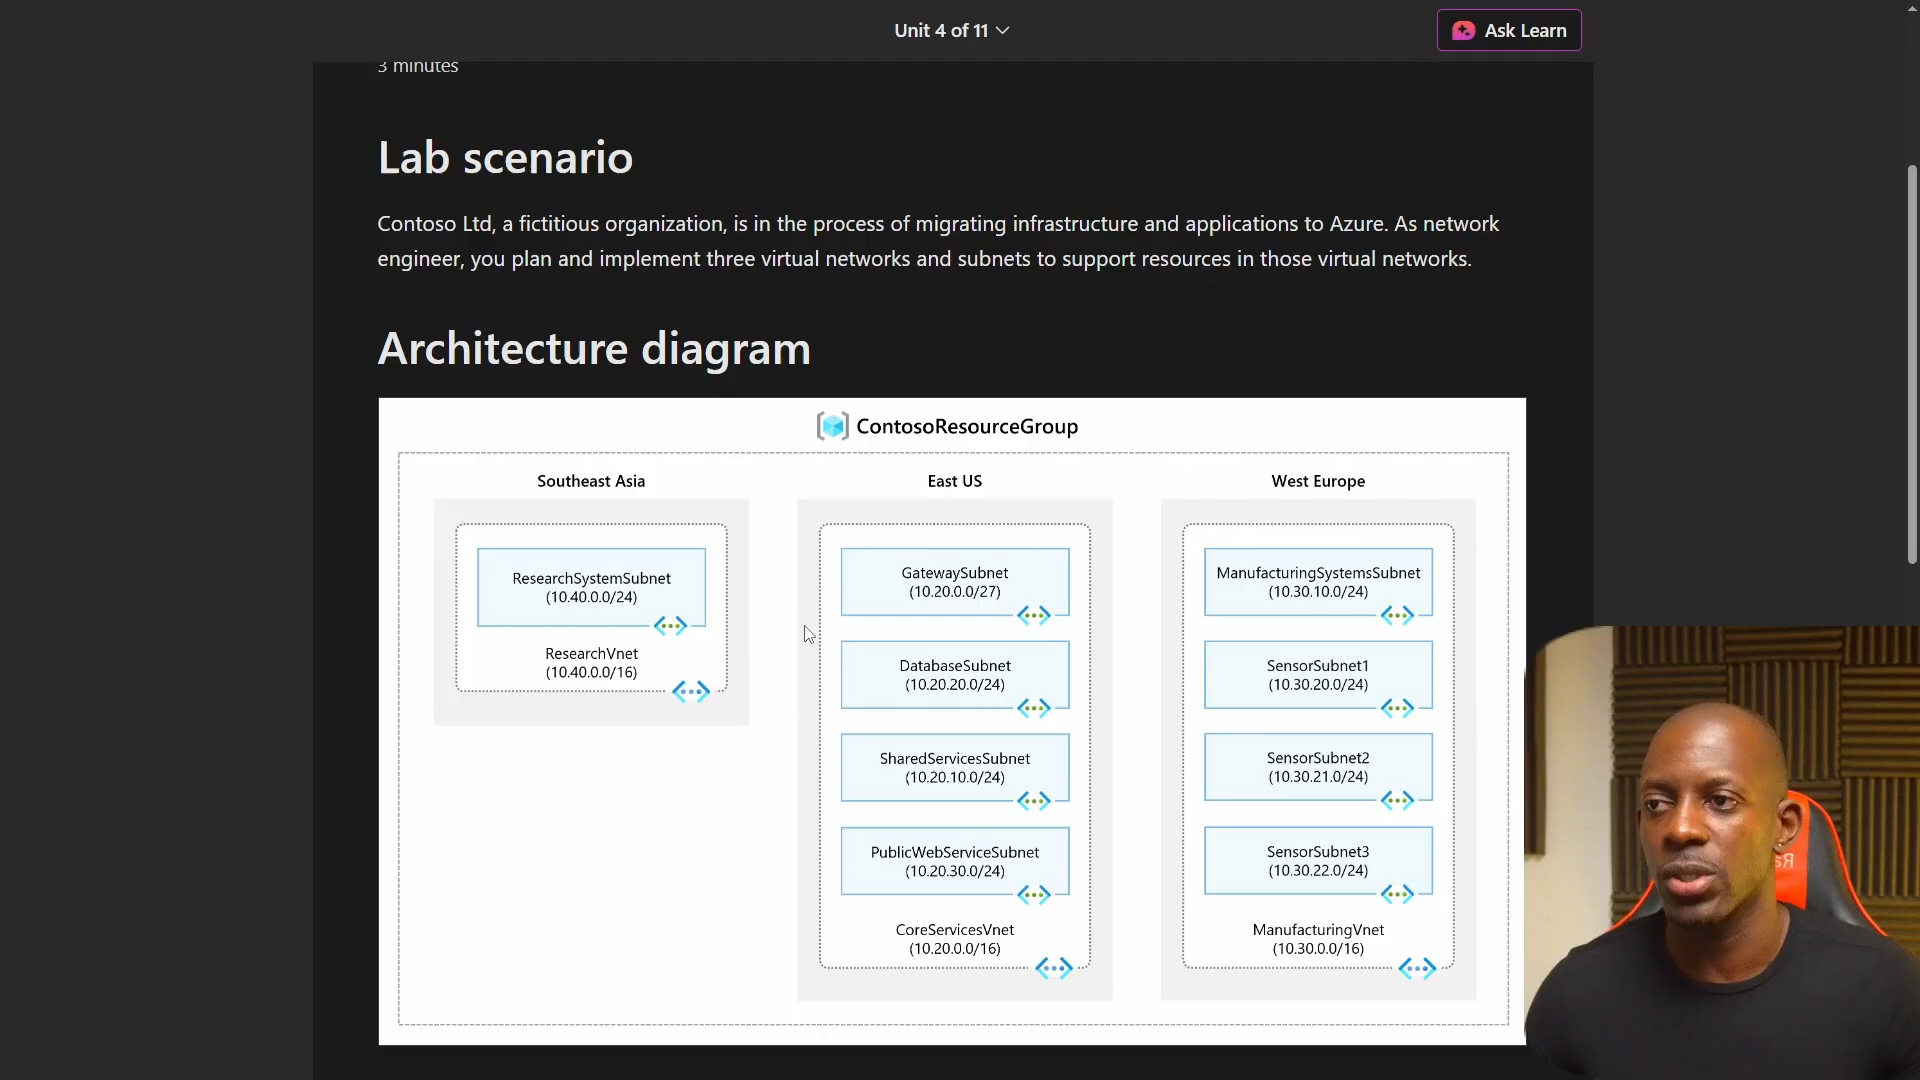 Unit 4 of 11
Ask Learn
3 minutes
Lab scenario
Contoso Ltd, a fictitious organization, is in the process of migrating infrastructure and applications to Azure. As network
engineer, you plan and implement three virtual networks and subnets to support resources in those virtual networks.
Architecture diagram
ContosoResourceGroup
Southeast Asia
ResearchSystemSubnet
(10.40.0.0/24)
ResearchVnet
(10.40.0.0/16)
East US
GatewaySubnet
(10.20.0.0/27)
DatabaseSubnet
(10.20.20.0/24)
SharedServicesSubnet
(10.20.10.0/24)
PublicWebServiceSubnet
(10.20.30.0/24)
CoreServicesVnet
(10.20.0.0/16)
West Europe
ManufacturingSystemsSubnet
(10.30.10.0/24)
SensorSubnet1
(10.30.20.0/24)
SensorSubnet2
(10.30.21.0/24)
SensorSubnet3
(10.30.22.0/24)
ManufacturingVnet
(10.30.0.0/16)